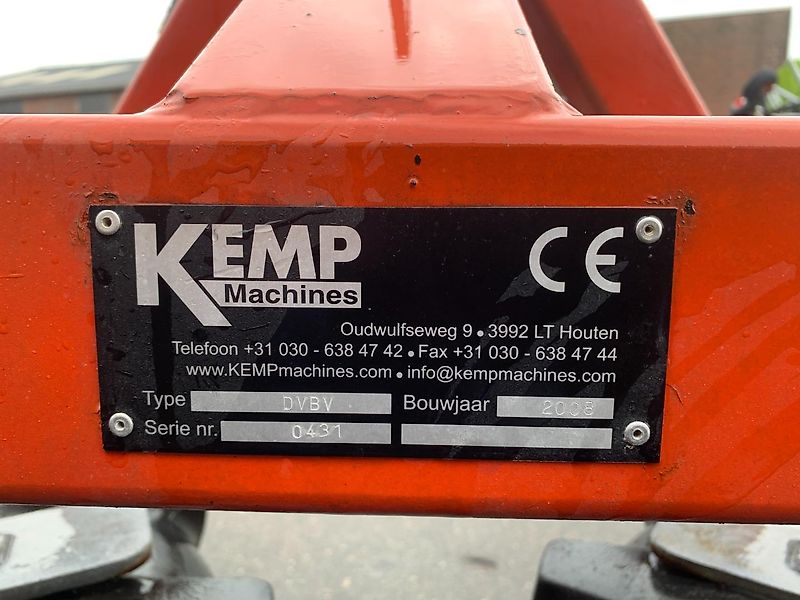 KEMP
Machines
CE
Oudwulfseweg 9 • 3992 LT Houten
Telefoon +31 030 - 638 47 42 • Fax +31 030 - 638 47 44
www.KEMPmachines.com • info@kempmachines.com
Type DVBV Bouwjaar 2008
Serie nr. 0431